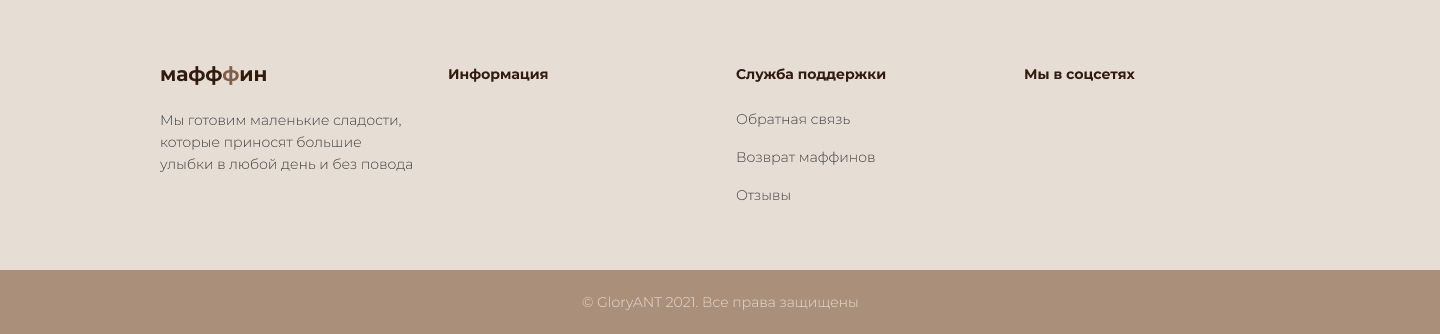 мафффин
Мы готовим маленькие сладости,
которые приносят большие
улыбки в любой день и без повода
Информация
Служба поддержки
Обратная связь
Возврат маффинов
Отзывы
Мы в соцсетях
© GloryANT 2021. Все права защищены